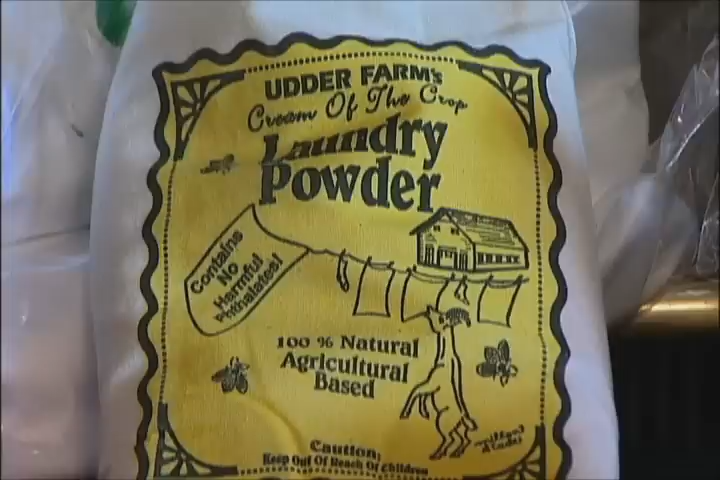 UDDER FARM's
Cream Of The Crop
Laundry
Powder
Contains
No
Harmful
Phthalates!
100 % Natural
Agricultural
Based
Caution;
Keep Out Of Reach Of Children